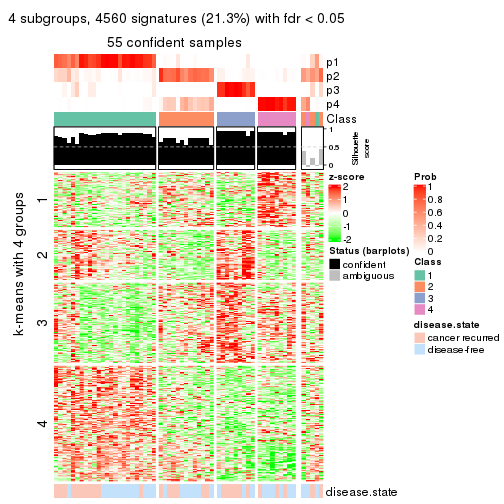 4 subgroups, 4560 signatures (21.3%) with fdr < 0.05
55 confident samples
p1
p2
p3
p4
Class
1
0.5
0
Silhouette
score
k-means with 4 groups
1
2
3
4
z-score
2
1
0
-1
-2
Status (barplots)
confident
ambiguous
Prob
1
0.8
0.6
0.4
0.2
0
Class
1
2
3
4
disease.state
cancer recurred
disease-free
disease.state